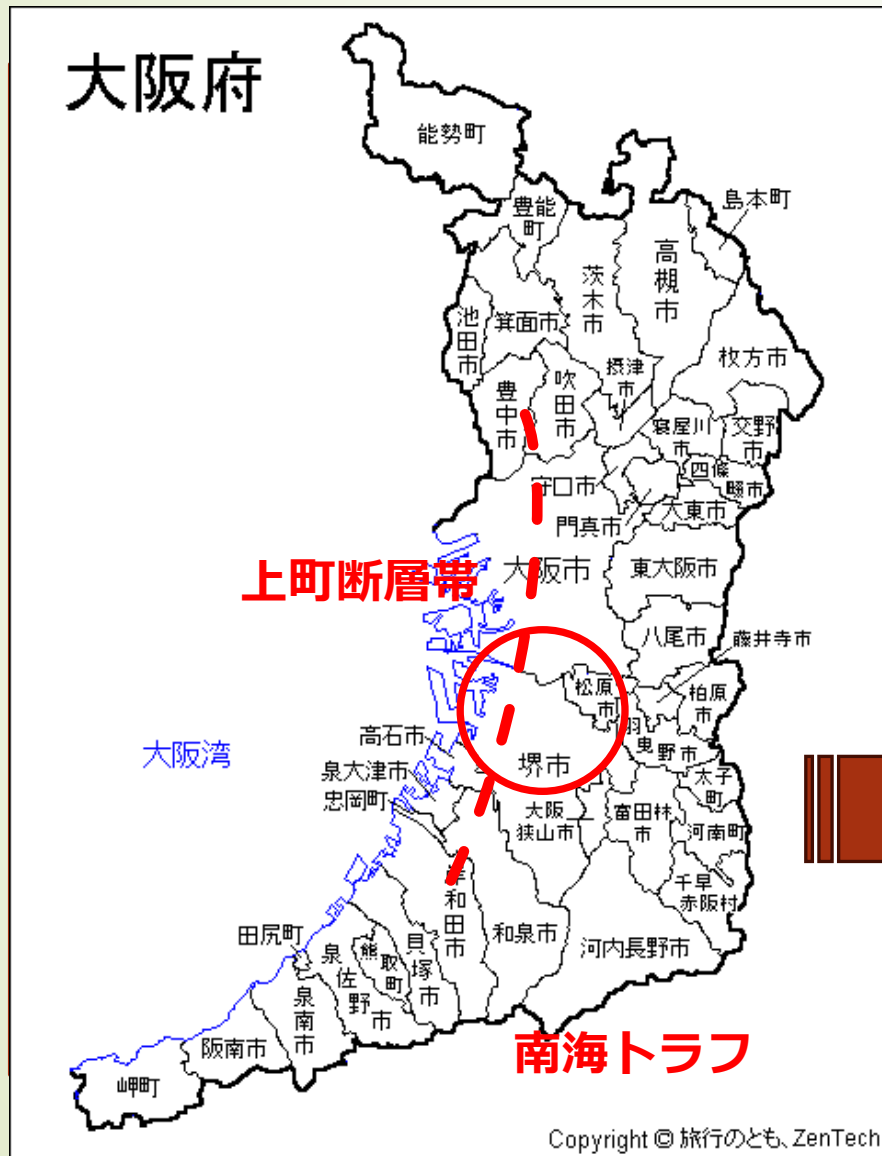 大阪府
能勢町
豊能
町
島本町
高
槻
市
茨
木
市
池
田
市
箕面市
枚方市
摂津
市
吹
田
市
豊
中
市
寝屋川
市
交野
市
四條
畷市
守口市
門真市
大東市
上町断層帯
大阪市
東大阪市
八尾市
藤井寺市
松原
市
柏原
市
羽
曳野市
高石市
大阪湾
泉大津市
忠岡町
堺市
太子
町
大阪
狭山市
富田林
市
河南町
千早
赤阪村
岸
和
田
市
和泉市
河内長野市
田尻町
貝
塚
市
熊
取
町
泉
佐
野
市
泉
南
市
阪南市
岬町
南海トラフ
Copyright © 旅行のとも、ZenTech